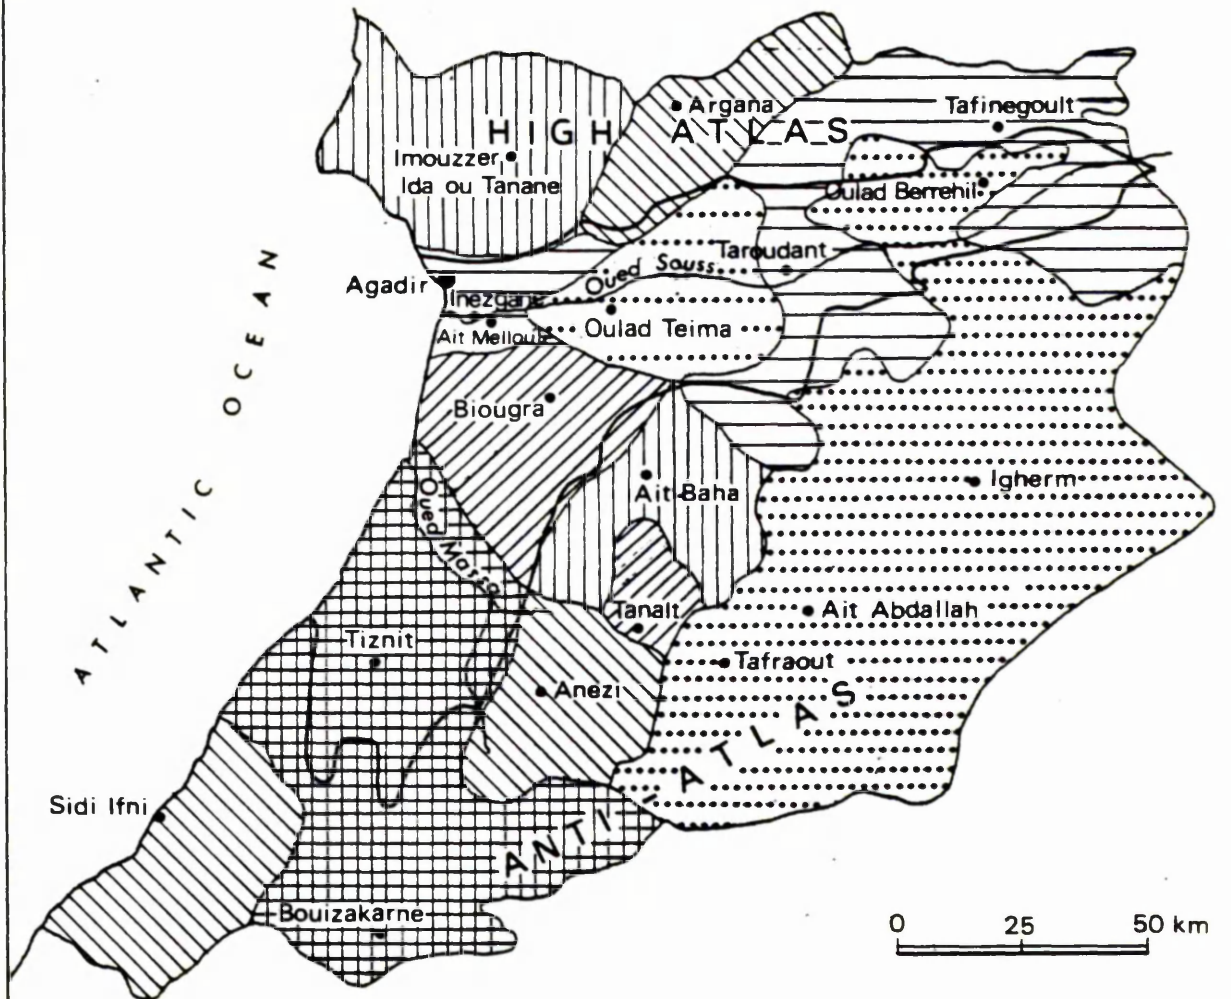 Argana
Tafinegoult
HIGH ATLAS
Imouzzer
Ida ou Tanane
Oulad Berrehil
Taroudant
Oued Souss
Agadir
Inezgane
Oulad Teima
Ait Melloul
ATLANTIC OCEAN
Biougra
Igherm
Ait Baha
Oued Massa
Tanalt
Ait Abdallah
Tiznit
Tafraout
Anezi
ANTI-ATLAS
Sidi Ifni
Bouizakarne
0 25 50 km